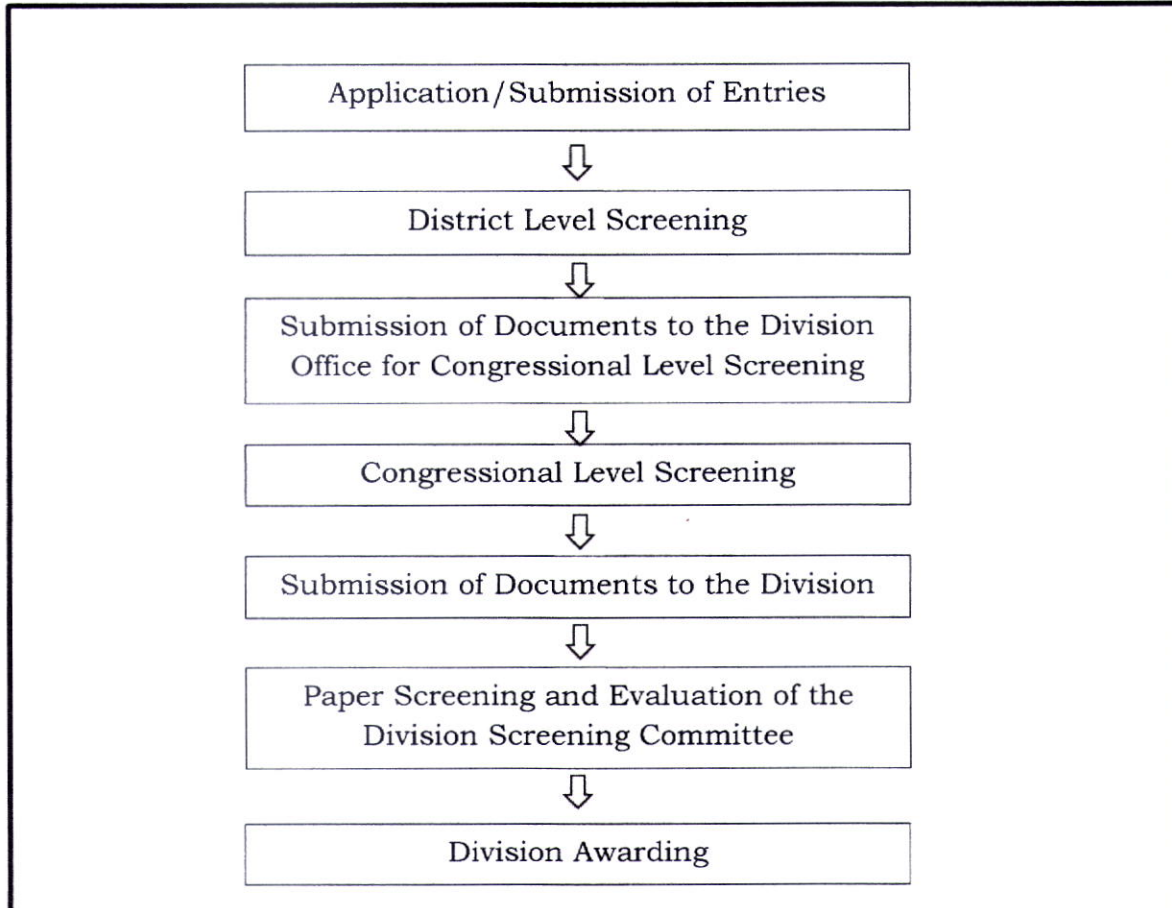 Application/Submission of Entries
District Level Screening
Submission of Documents to the Division
Office for Congressional Level Screening
Congressional Level Screening
Submission of Documents to the Division
Paper Screening and Evaluation of the
Division Screening Committee
Division Awarding